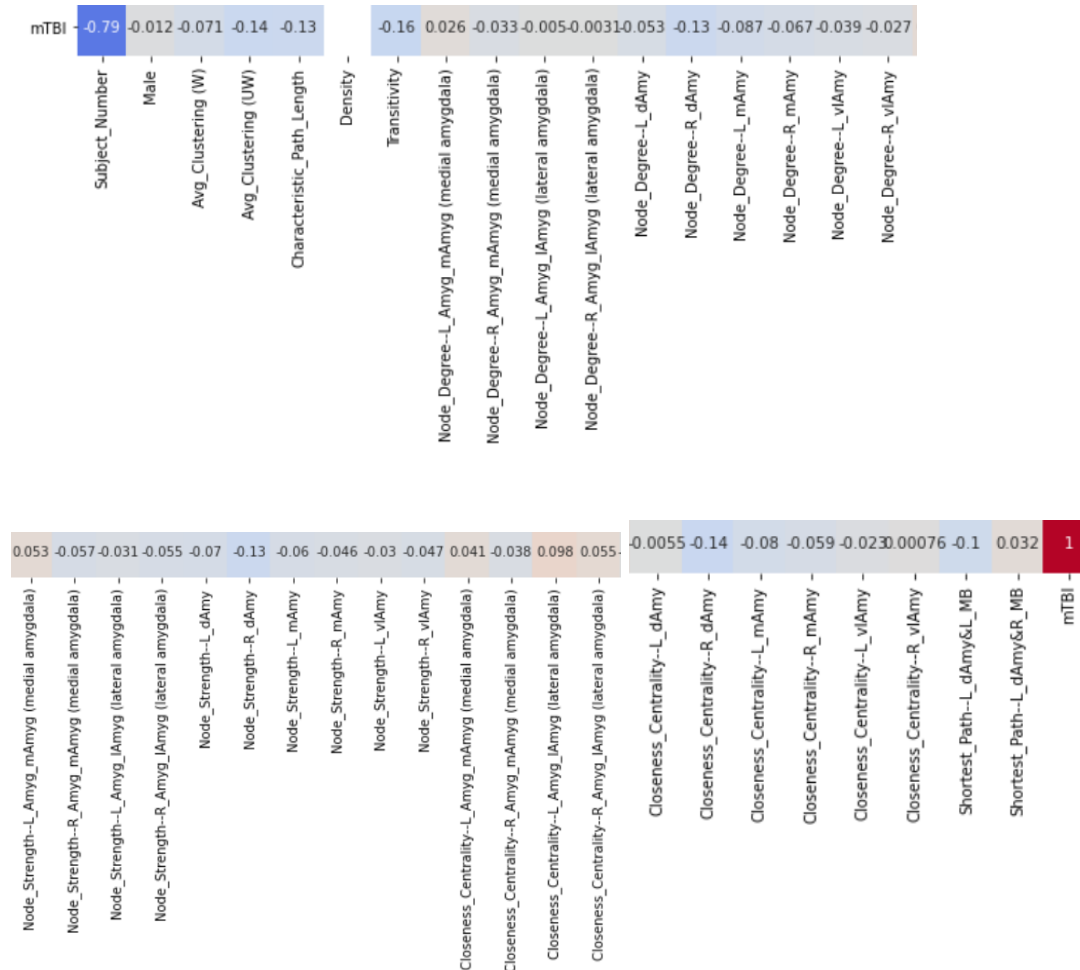 mTBI -0.79 -0.012 -0.071 -0.14 -0.13 -0.16 0.026 -0.033 -0.005 -0.0031 -0.053 -0.13 -0.087 -0.067 -0.039 -0.027
Subject_Number
Male
Avg_Clustering (W)
Avg_Clustering (UW)
Characteristic_Path_Length
Density
Transitivity
Node_Degree--L_Amyg_mAmyg (medial amygdala)
Node_Degree--R_Amyg_mAmyg (medial amygdala)
Node_Degree--L_Amyg_lAmyg (lateral amygdala)
Node_Degree--R_Amyg_lAmyg (lateral amygdala)
Node_Degree--L_dAmy
Node_Degree--R_dAmy
Node_Degree--L_mAmy
Node_Degree--R_mAmy
Node_Degree--L_vlAmy
Node_Degree--R_vlAmy
0.053 -0.057 -0.031 -0.055 -0.07 -0.13 -0.06 -0.046 -0.03 -0.047 0.041 -0.038 0.098 0.055
Node_Strength--L_Amyg_mAmyg (medial amygdala)
Node_Strength--R_Amyg_mAmyg (medial amygdala)
Node_Strength--L_Amyg_lAmyg (lateral amygdala)
Node_Strength--R_Amyg_lAmyg (lateral amygdala)
Node_Strength--L_dAmy
Node_Strength--R_dAmy
Node_Strength--L_mAmy
Node_Strength--R_mAmy
Node_Strength--L_vlAmy
Node_Strength--R_vlAmy
Closeness_Centrality--L_Amyg_mAmyg (medial amygdala)
Closeness_Centrality--R_Amyg_mAmyg (medial amygdala)
Closeness_Centrality--L_Amyg_lAmyg (lateral amygdala)
Closeness_Centrality--R_Amyg_lAmyg (lateral amygdala)
-0.0055 -0.14 -0.08 -0.059 -0.023 0.00076 -0.1 0.032 1
Closeness_Centrality--L_dAmy
Closeness_Centrality--R_dAmy
Closeness_Centrality--L_mAmy
Closeness_Centrality--R_mAmy
Closeness_Centrality--L_vlAmy
Closeness_Centrality--R_vlAmy
Shortest_Path--L_dAmy&L_MB
Shortest_Path--L_dAmy&R_MB
mTBI